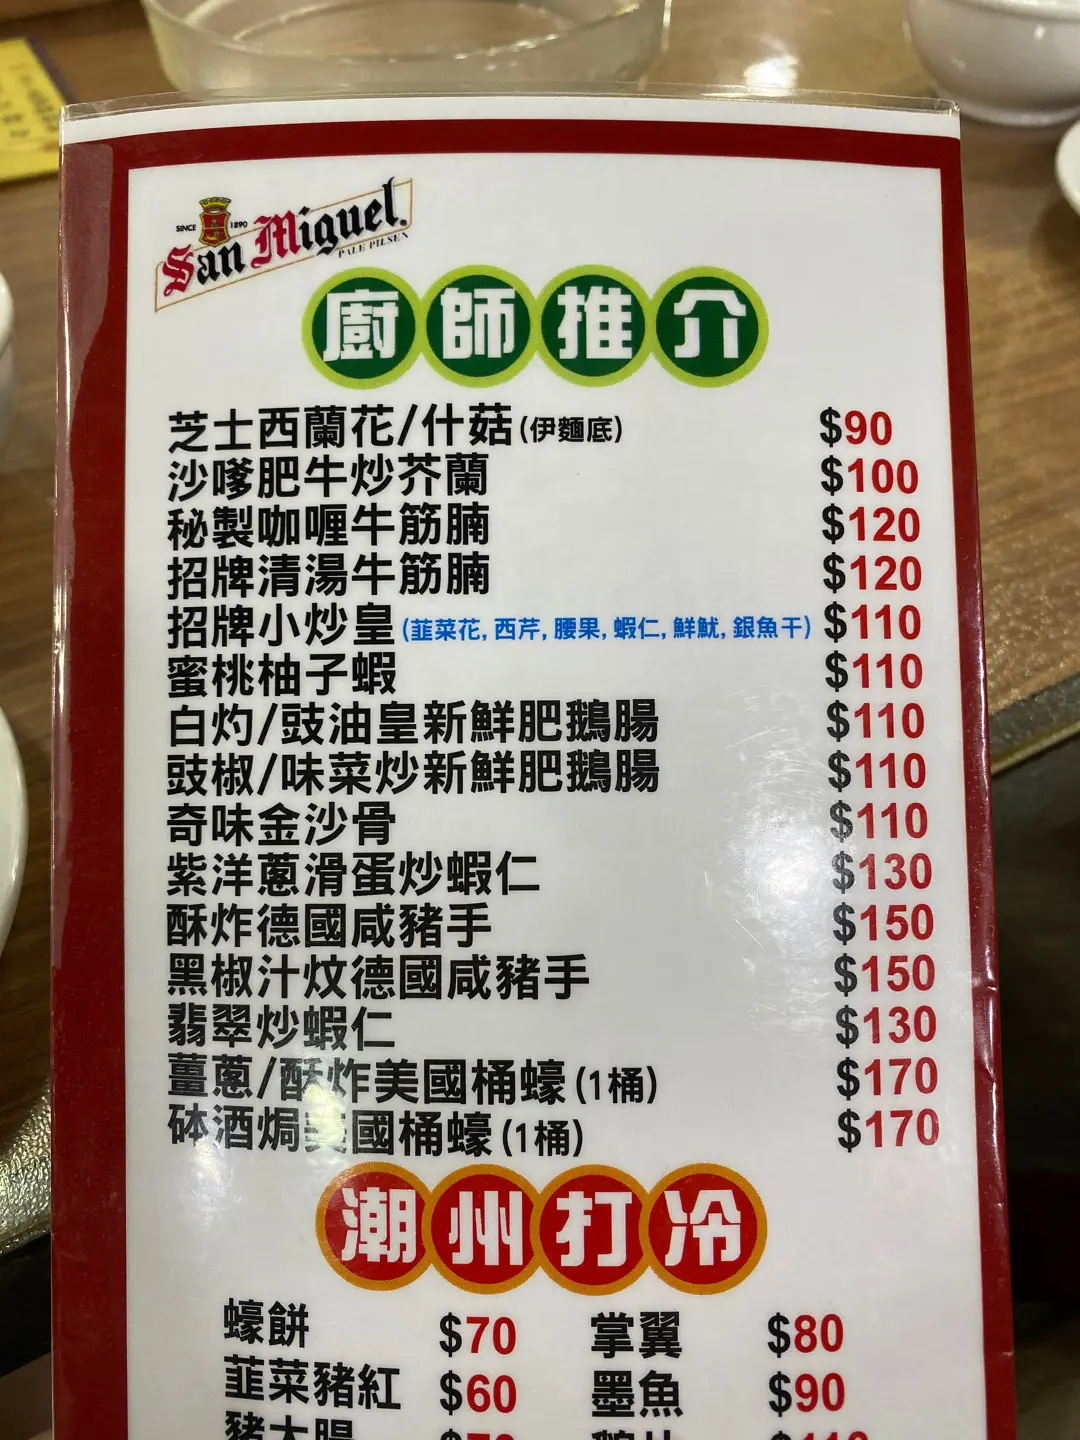 SINCE 1890
San Miguel
PALE PILSEN
廚師推介
芝士西蘭花/什菇(伊麵底) $90
沙嗲肥牛炒芥蘭 $100
秘製咖喱牛筋腩 $120
招牌清湯牛筋腩 $120
招牌小炒皇(韮菜花, 西芹, 腰果, 蝦仁, 鮮魷, 銀魚干) $110
蜜桃柚子蝦 $110
白灼/豉油皇新鮮肥鵝腸 $110
豉椒/味菜炒新鮮肥鵝腸 $110
奇味金沙骨 $110
紫洋蔥滑蛋炒蝦仁 $130
酥炸德國咸豬手 $150
黑椒汁炆德國咸豬手 $150
翡翠炒蝦仁 $130
薑蔥/酥炸美國桶蠔(1桶) $170
砵酒焗美國桶蠔(1桶) $170
潮州打冷
蠔餅 $70 掌翼 $80
韮菜豬紅 $60 墨魚 $90
豬大腸